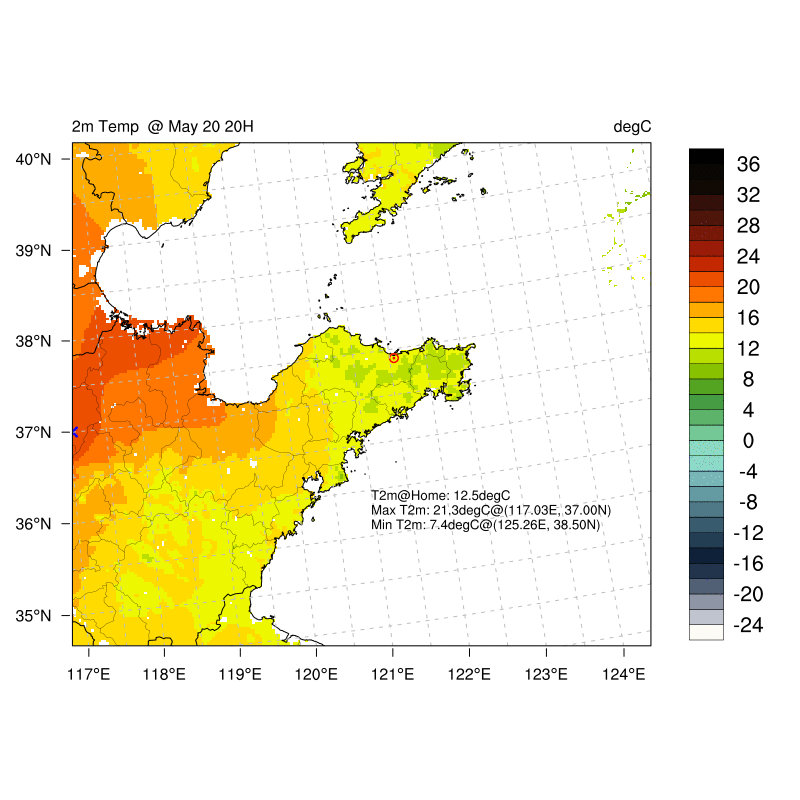 2m Temp @ May 20 20H
degC
40°N
39°N
38°N
37°N
36°N
35°N
117°E
118°E
119°E
120°E
121°E
122°E
123°E
124°E
T2m@Home: 12.5degC
Max T2m: 21.3degC@(117.03E, 37.00N)
Min T2m: 7.4degC@(125.26E, 38.50N)
36
32
28
24
20
16
12
8
4
0
-4
-8
-12
-16
-20
-24